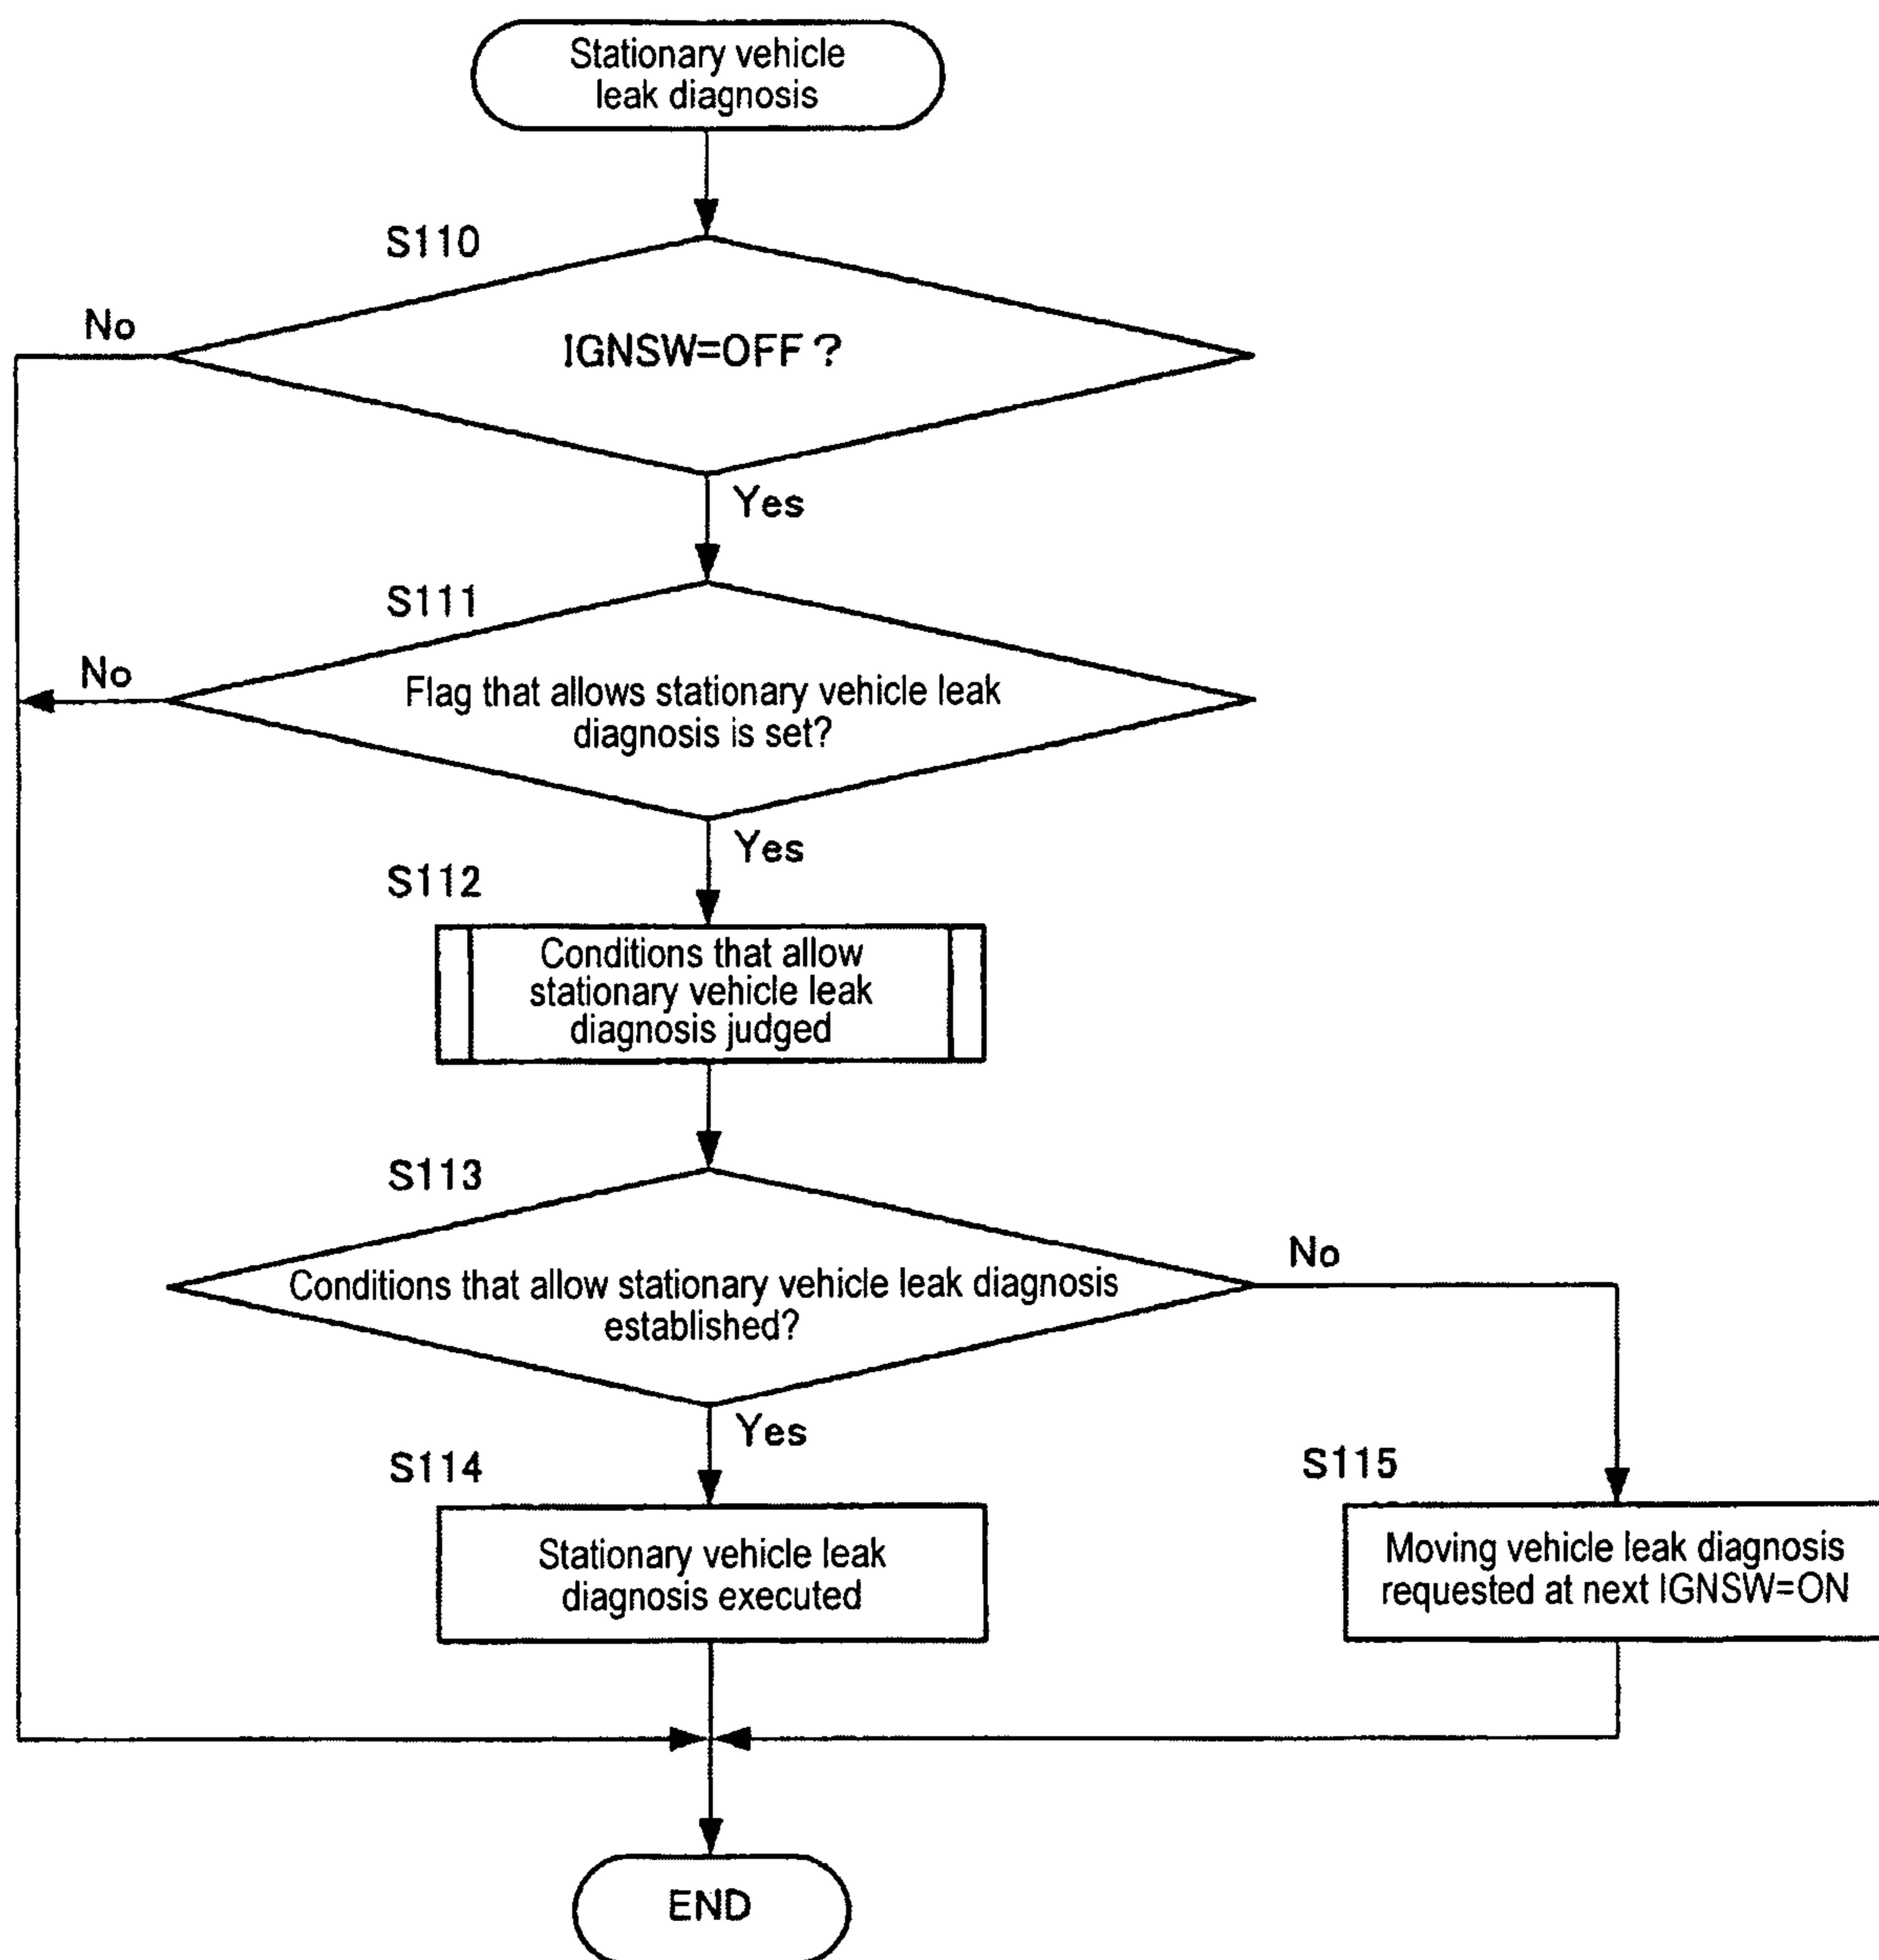 Stationary vehicle
leak diagnosis
S110
No
IGNSW=OFF ?
Yes
S111
No
Flag that allows stationary vehicle leak
diagnosis is set?
Yes
S112
Conditions that allow
stationary vehicle leak
diagnosis judged
S113
No
Conditions that allow stationary vehicle leak diagnosis
established?
Yes
S114
Stationary vehicle leak
diagnosis executed
S115
Moving vehicle leak diagnosis
requested at next IGNSW=ON
END